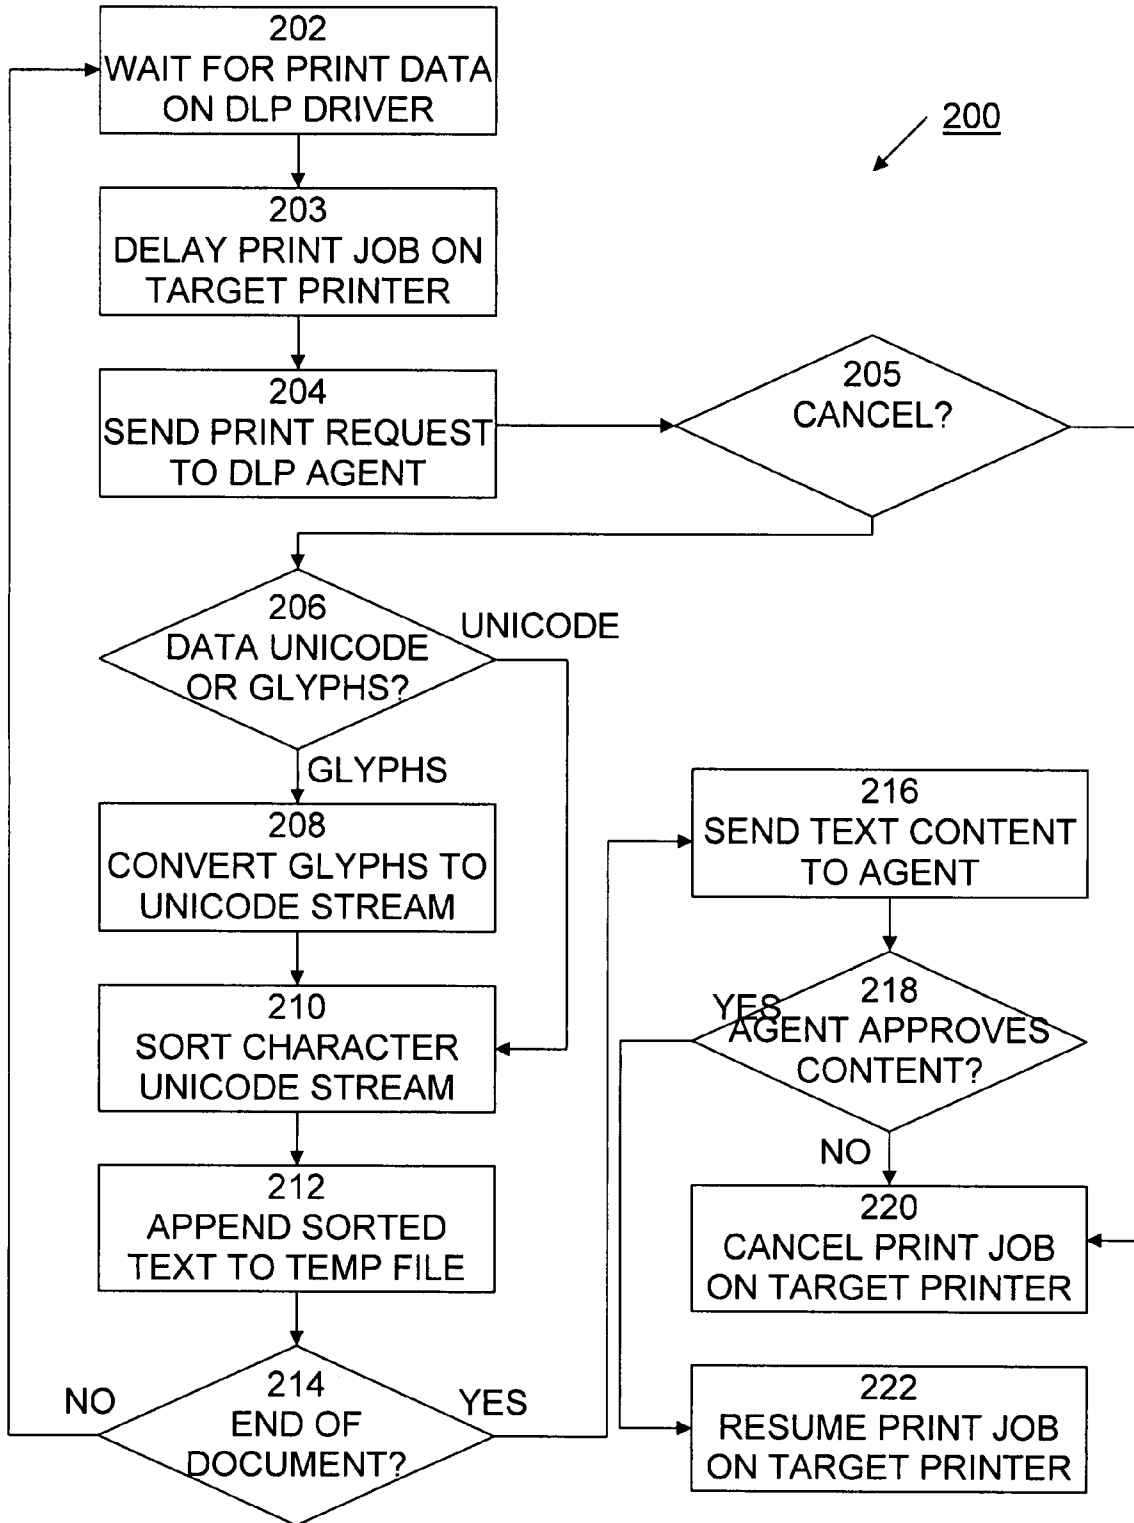 202
WAIT FOR PRINT DATA
ON DLP DRIVER
200
203
DELAY PRINT JOB ON
TARGET PRINTER
204
SEND PRINT REQUEST
TO DLP AGENT
205
CANCEL?
206
DATA UNICODE
OR GLYPHS?
UNICODE
GLYPHS
208
CONVERT GLYPHS TO
UNICODE STREAM
210
SORT CHARACTER
UNICODE STREAM
212
APPEND SORTED
TEXT TO TEMP FILE
214
END OF
DOCUMENT?
NO
YES
216
SEND TEXT CONTENT
TO AGENT
218
AGENT APPROVES
CONTENT?
YES
NO
220
CANCEL PRINT JOB
ON TARGET PRINTER
222
RESUME PRINT JOB
ON TARGET PRINTER